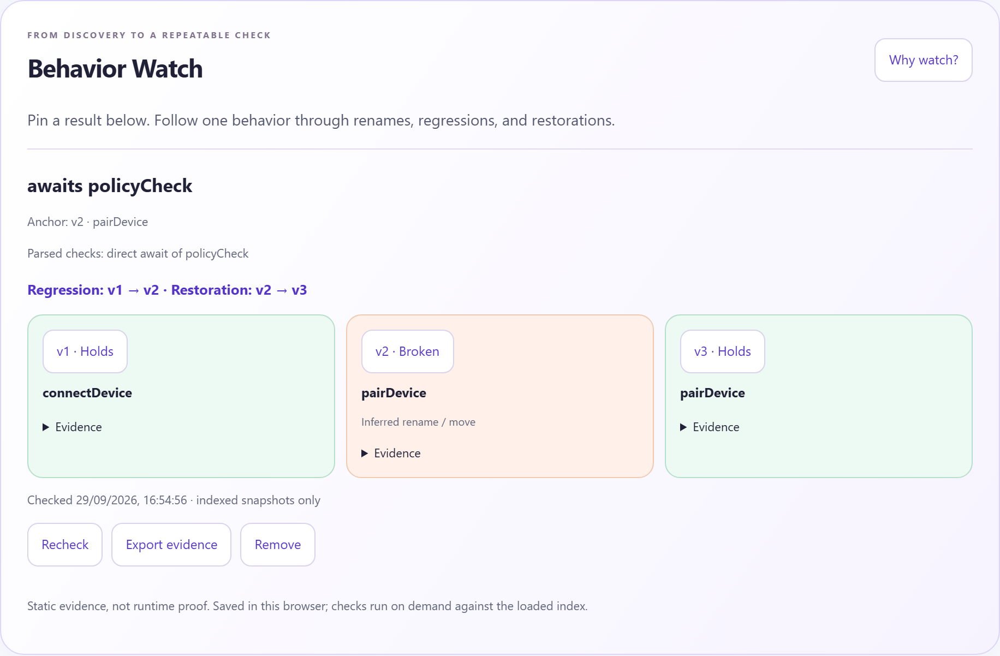 FROM DISCOVERY TO A REPEATABLE CHECK
Behavior Watch
Why watch?
Pin a result below. Follow one behavior through renames, regressions, and restorations.
awaits policyCheck
Anchor: v2 · pairDevice
Parsed checks: direct await of policyCheck
Regression: v1 → v2 · Restoration: v2 → v3
v1 · Holds
connectDevice
▶ Evidence
v2 · Broken
pairDevice
Inferred rename / move
▶ Evidence
v3 · Holds
pairDevice
▶ Evidence
Checked 29/09/2026, 16:54:56 · indexed snapshots only
Recheck
Export evidence
Remove
Static evidence, not runtime proof. Saved in this browser; checks run on demand against the loaded index.